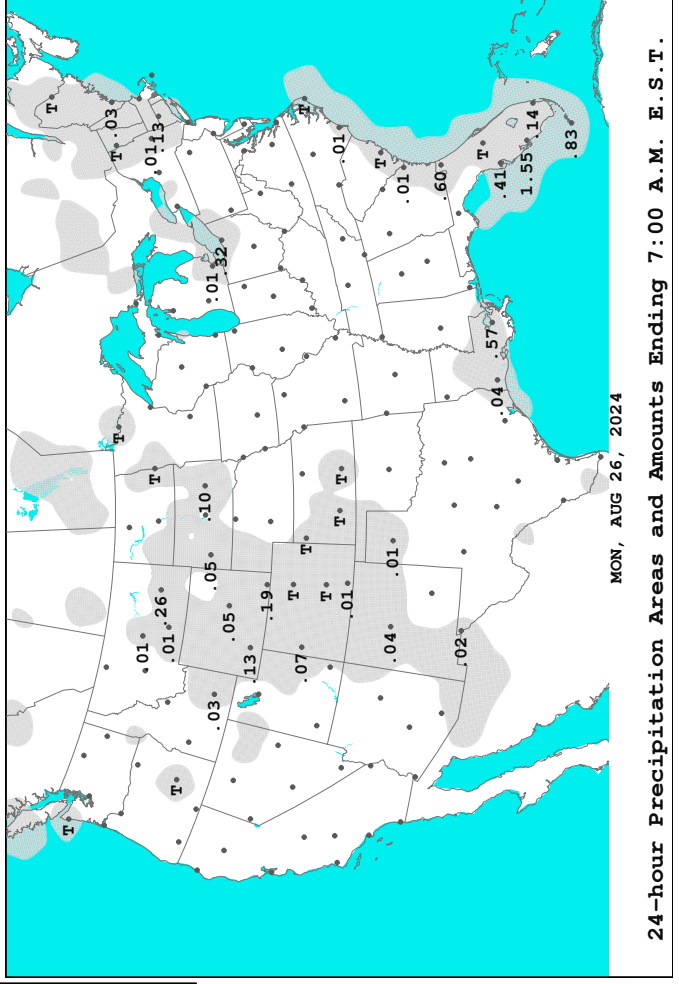 T
T
.03
T
T
.01
T
.01
.26
.13
.01
T
.10
.05
.03
.01
.32
.05
.13
.19
T
.07
T
T
T
T
T
.01
.01
T
.04
.01
.01
.60
.02
T
.57
.04
.41
1.55
.14
.83
MON, AUG 26, 2024
24-hour Precipitation Areas and Amounts Ending 7:00 A.M. E.S.T.